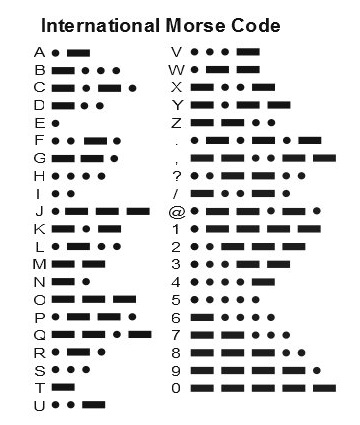 International Morse Code
A • −
B − • • •
C − • − •
D − • •
E •
F • • − •
G − − •
H • • • •
I • •
J • − − −
K − • −
L • − • •
M − −
N − •
O − − −
P • − − •
Q − − • −
R • − •
S • • •
T −
U • • −
V • • • −
W • − −
X − • • −
Y − • − −
Z − − • •
. • − • − • −
, − − • • − −
? • • − − • •
/ − • • − •
@ • − − • − •
1 • − − − −
2 • • − − −
3 • • • − −
4 • • • • −
5 • • • • •
6 − • • • •
7 − − • • •
8 − − − • •
9 − − − − •
0 − − − − −